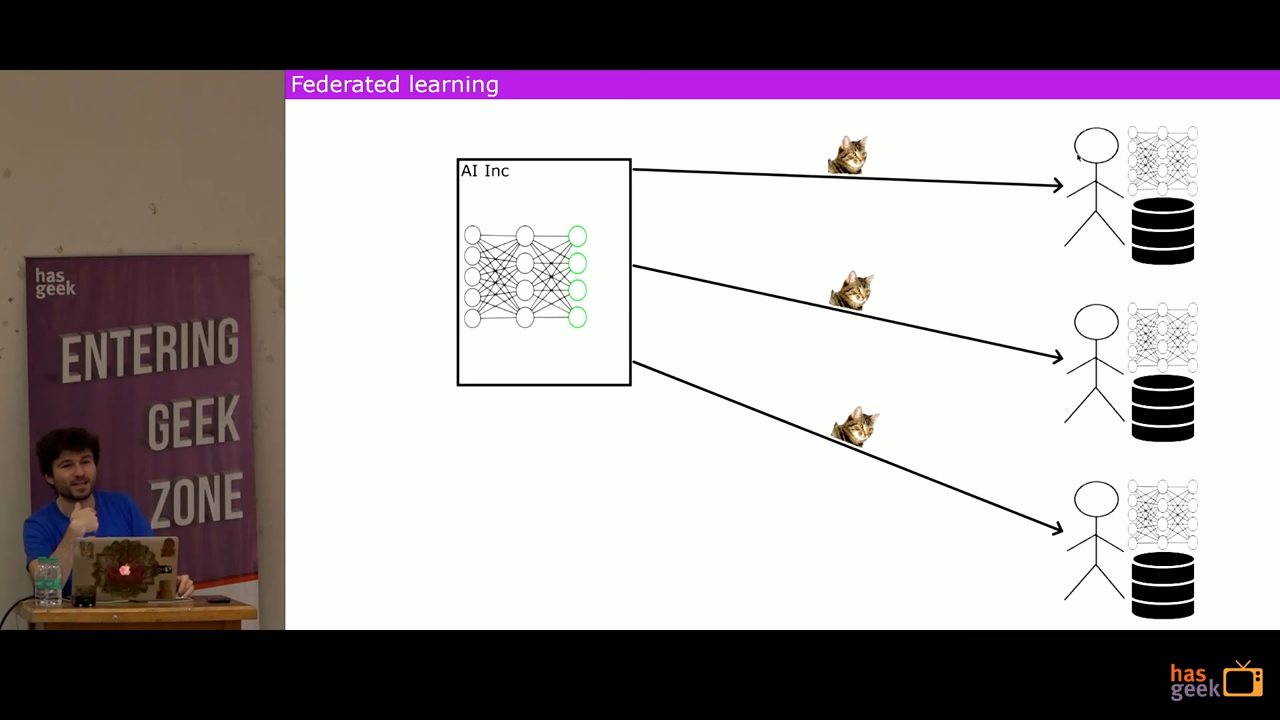 Federated learning
AI Inc
has
geek
ENTERING
GEEK
ZONE
has
geek